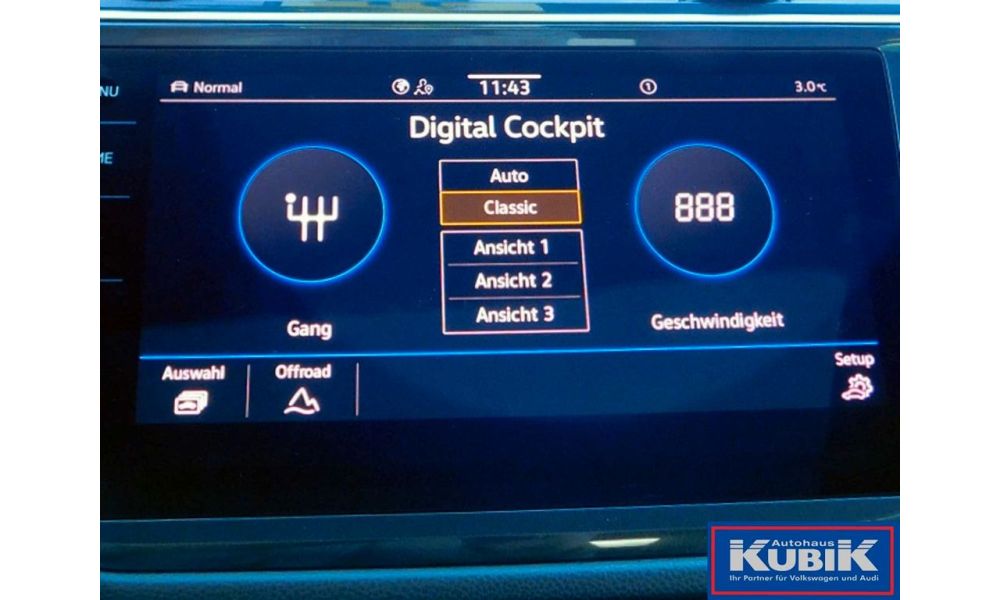 NU
Normal
11:43
1
3.0°C
Digital Cockpit
ME
Auto
Classic
888
Ansicht 1
Ansicht 2
Ansicht 3
Gang
Geschwindigkeit
Auswahl
Offroad
Setup
Autohaus
KUBIK
Ihr Partner für Volkswagen und Audi